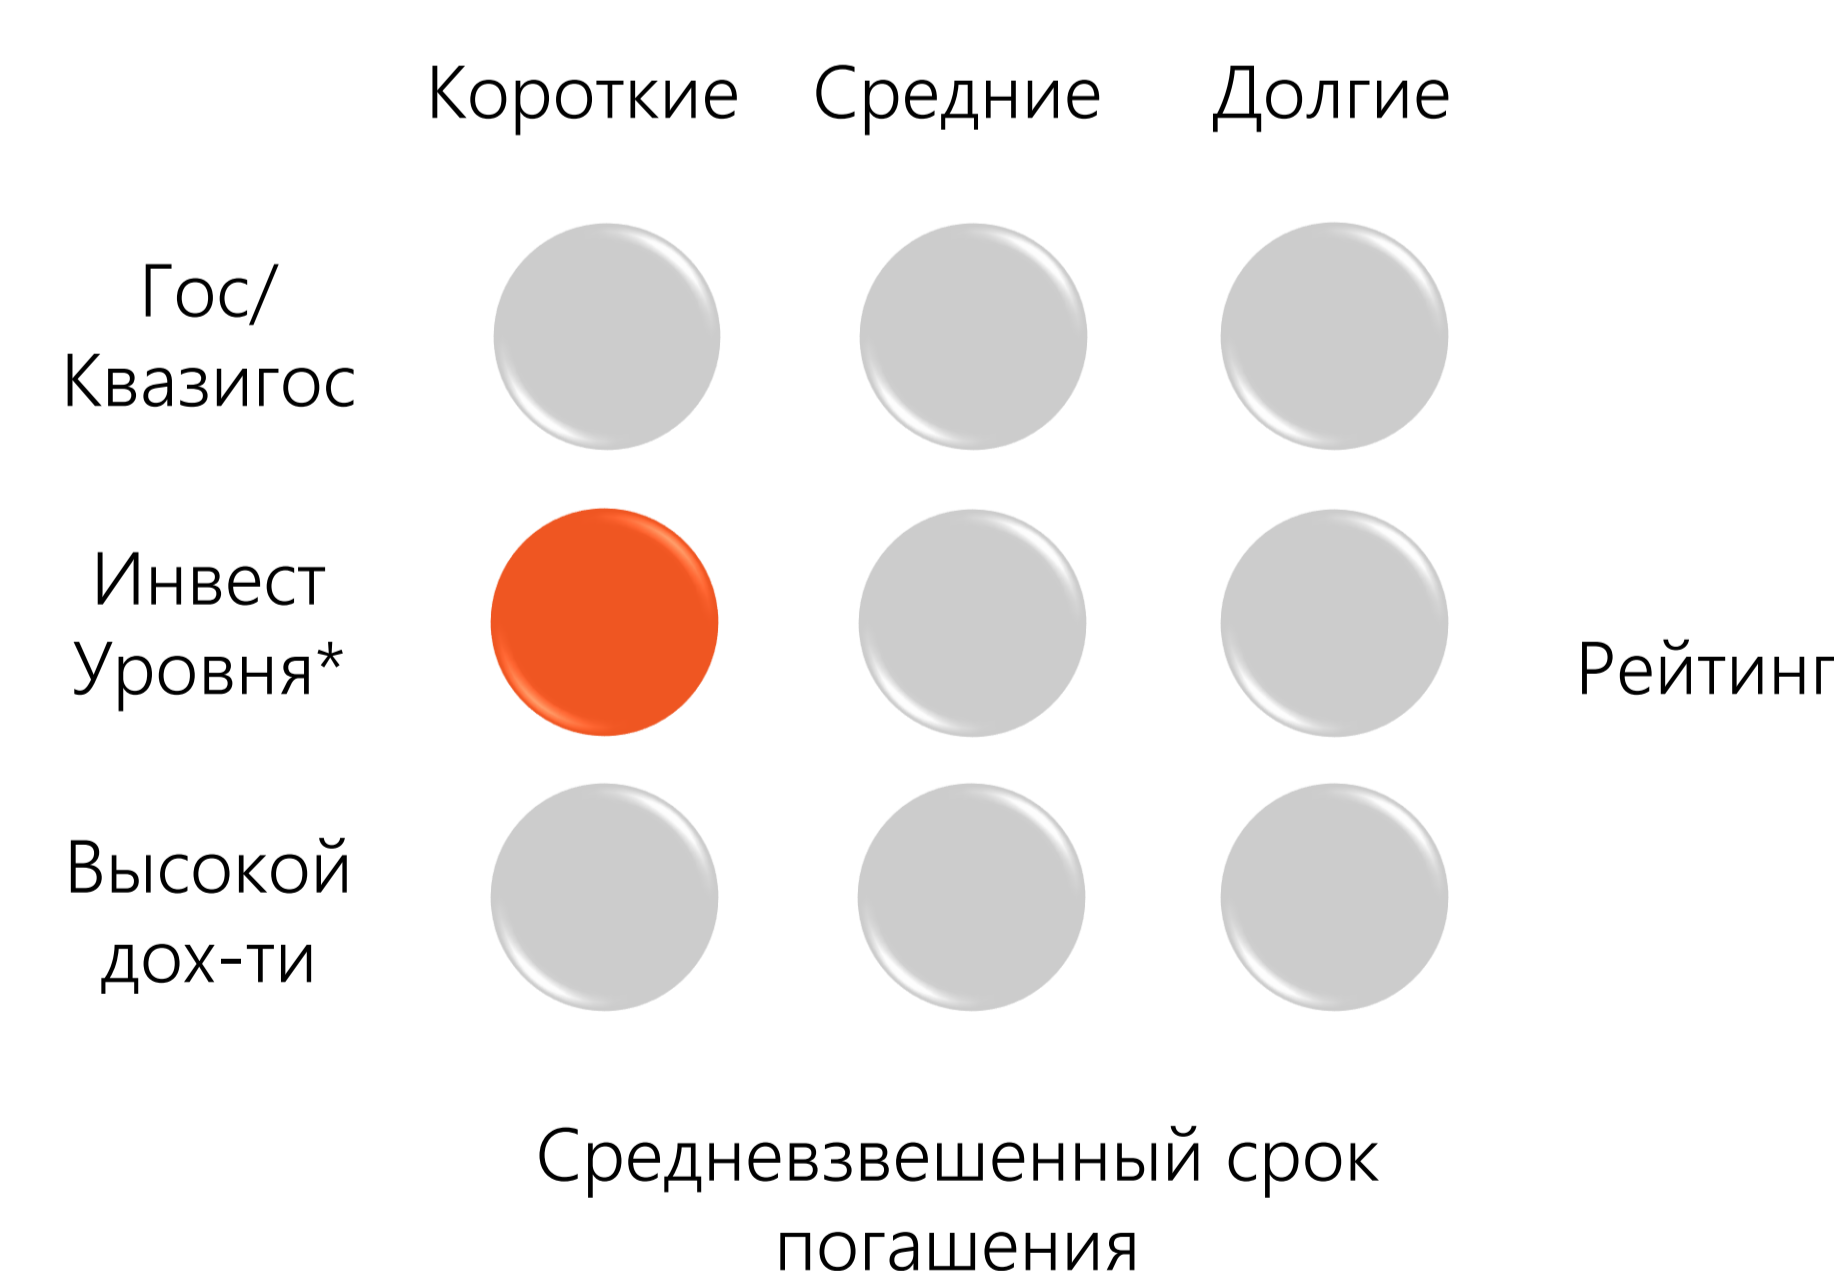 Короткие Средние Долгие
Гос/
Квазигос
Инвест
Уровня*
Рейтинг
Высокой
дох-ти
Средневзвешенный срок
погашения